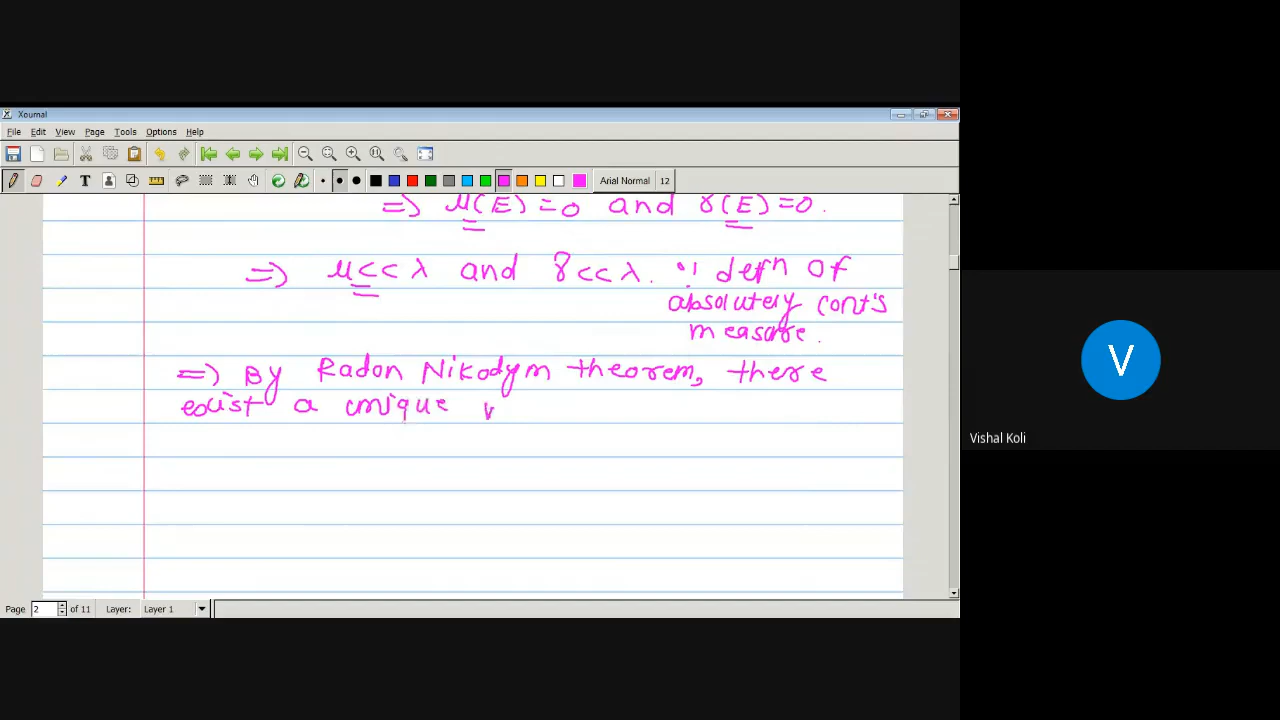 Xournal
File Edit View Page Tools Options Help
Arial Normal 12
=> μ(E) = 0 and γ(E) = 0.
=> μ << λ and γ << λ. ∵ defn of
absolutely cont's
measure.
=> By Radon Nikodym theorem, there
exist a unique
V
Vishal Koli
Page 2 of 11 Layer: Layer 1